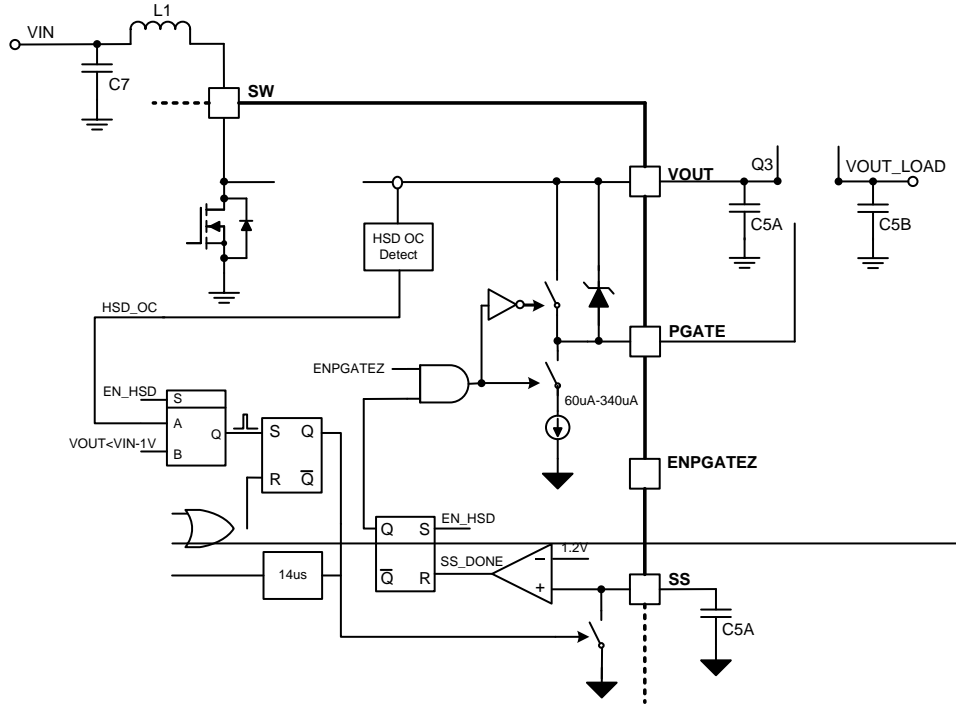 L1
VIN
C7
SW
VOUT
Q3
VOUT_LOAD
C5A
C5B
HSD OC
Detect
HSD_OC
PGATE
ENPGATEZ
60uA-340uA
EN_HSD
S
A
Q
B
VOUT<VIN-1V
S Q
R Q
ENPGATEZ
Q S
EN_HSD
Q R
SS_DONE
1.2V
−
+
14us
SS
C5A